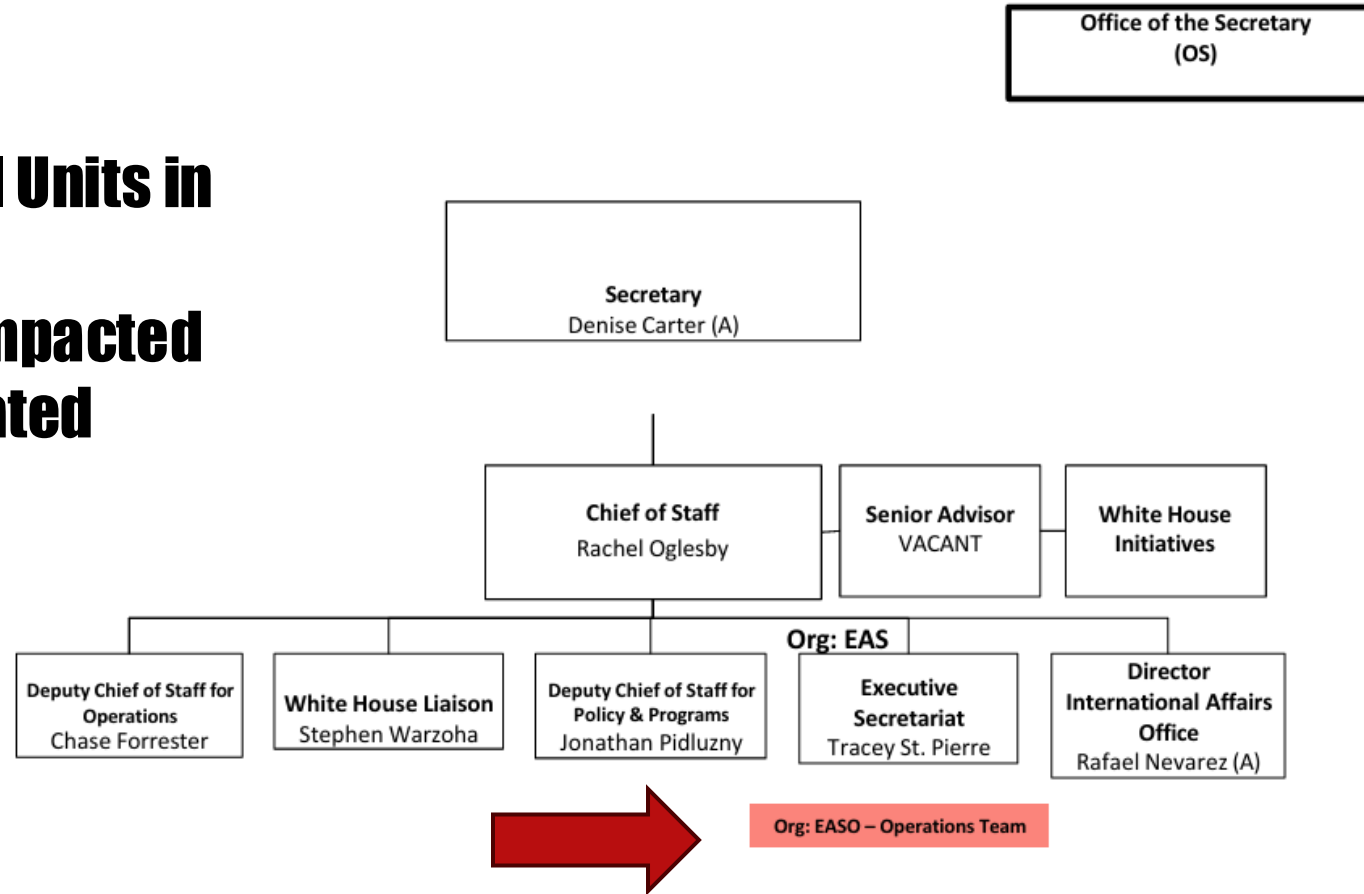 Office of the Secretary
(OS)
Units in
Secretary
Denise Carter (A)
Chief of Staff
Rachel Oglesby
Senior Advisor
VACANT
White House
Initiatives
Org: EAS
Deputy Chief of Staff for
Operations
Chase Forrester
White House Liaison
Stephen Warzoha
Deputy Chief of Staff for
Policy & Programs
Jonathan Pidluzny
Executive
Secretariat
Tracey St. Pierre
Director
International Affairs
Office
Rafael Nevarez (A)
Org: EASO – Operations Team